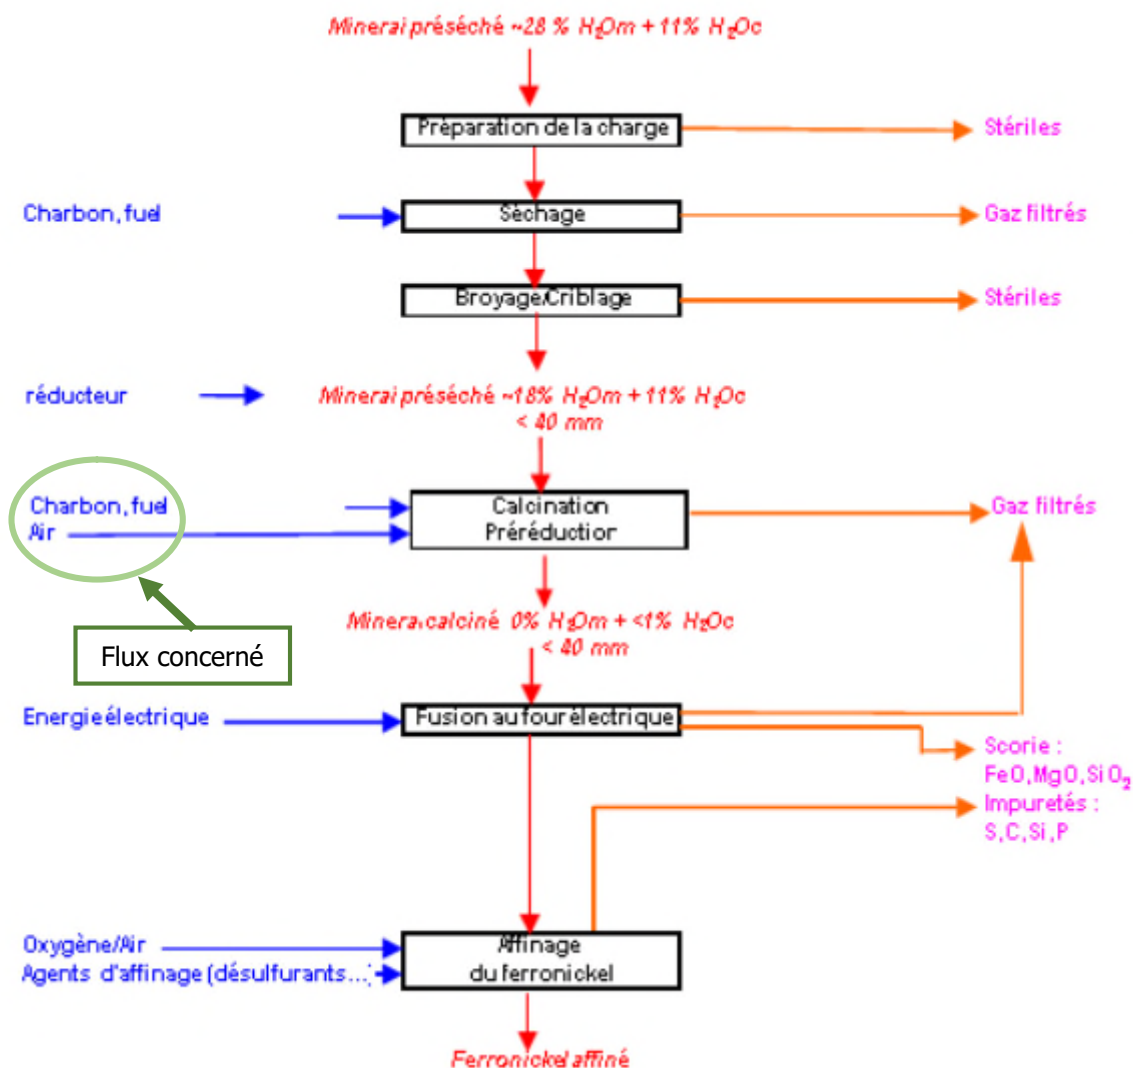 Minerai préséché ~28 % H₂Om + 11% H₂Oc
Préparation de la charge
Stériles
Charbon, fuel
Sèchage
Gaz filtrés
Broyage/Criblage
Stériles
réducteur
Minerai préséché ~18% H₂Om + 11% H₂Oc
< 40 mm
Charbon, fuel
Air
Calcination
Préréduction
Gaz filtrés
Flux concerné
Minerai calciné 0% H₂Om + <1% H₂Oc
< 40 mm
Energie électrique
Fusion au four électrique
Scorie :
FeO, MgO, SiO₂
Impuretés :
S, C, Si, P
Oxygène/Air
Agents d'affinage (désulfurants...)
Affinage
du ferronickel
Ferronickel affiné